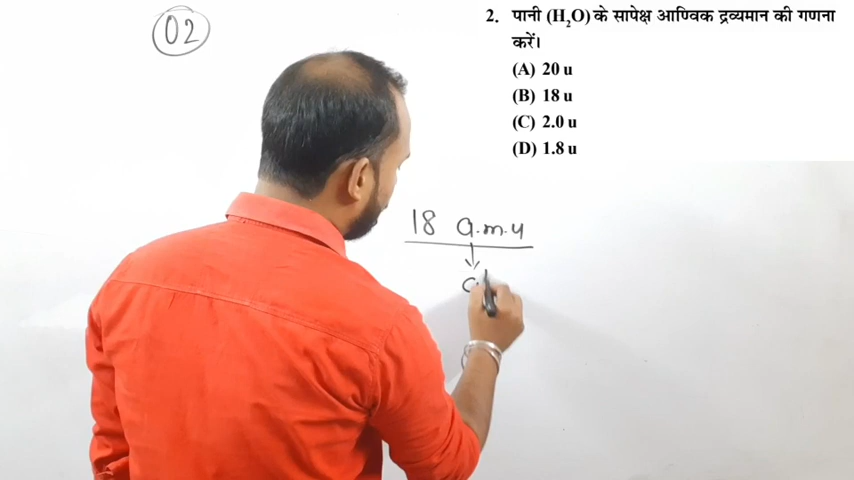 02
2. पानी (H₂O) के सापेक्ष आण्विक द्रव्यमान की गणना
करें।
(A) 20 u
(B) 18 u
(C) 2.0 u
(D) 1.8 u
18 a.m.u